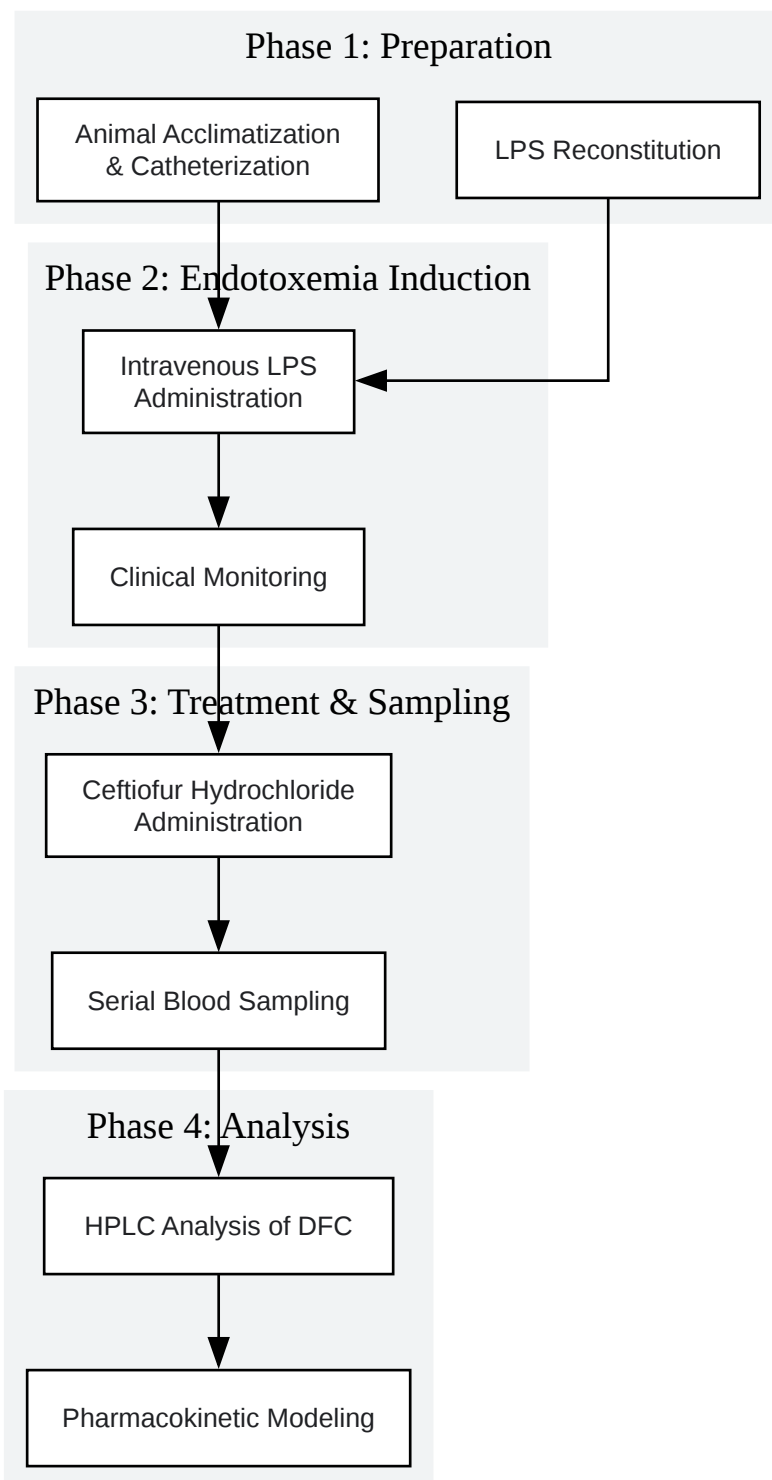 Phase 1: Preparation
Animal Acclimatization
& Catheterization
LPS Reconstitution
Phase 2: Endotoxemia Induction
Intravenous LPS
Administration
Clinical Monitoring
Phase 3: Treatment & Sampling
Ceftiofur Hydrochloride
Administration
Serial Blood Sampling
Phase 4: Analysis
HPLC Analysis of DFC
Pharmacokinetic Modeling